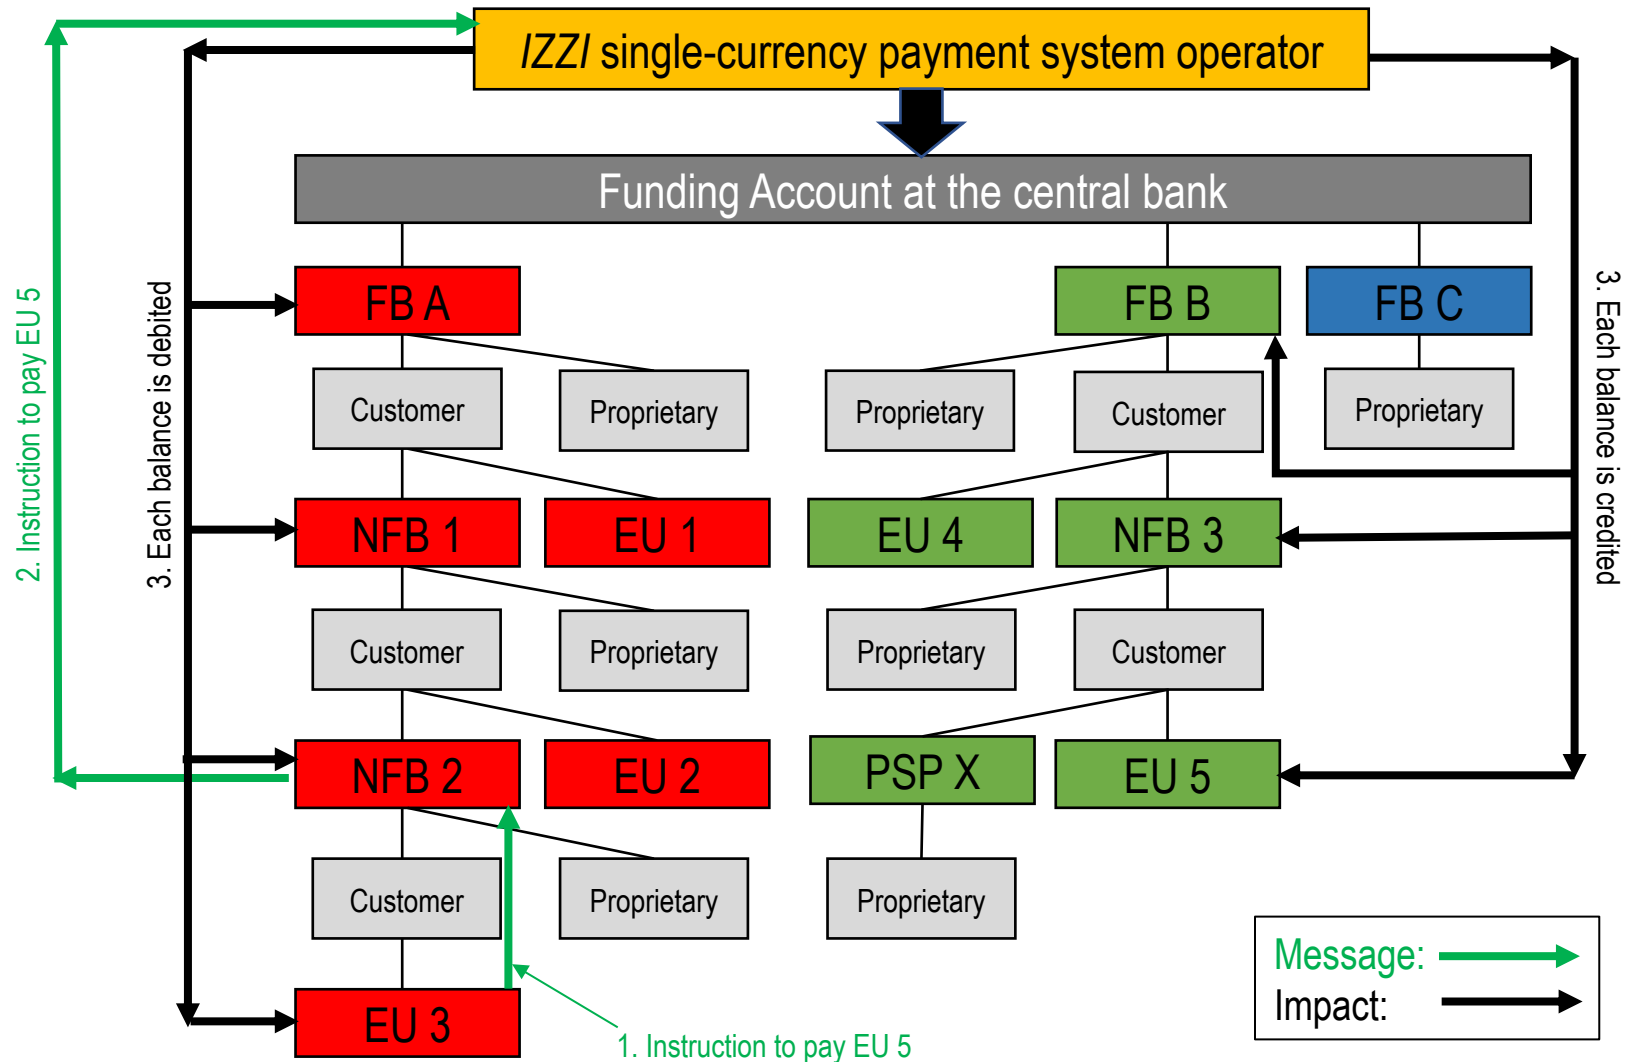 IZZI single-currency payment system operator
Funding Account at the central bank
FB A
FB B
FB C
Customer
Proprietary
Proprietary
Customer
Proprietary
NFB 1
EU 1
EU 4
NFB 3
Customer
Proprietary
Proprietary
Customer
NFB 2
EU 2
PSP X
EU 5
Customer
Proprietary
Proprietary
EU 3
1. Instruction to pay EU 5
2. Instruction to pay EU 5
3. Each balance is debited
3. Each balance is credited
Message:
Impact: